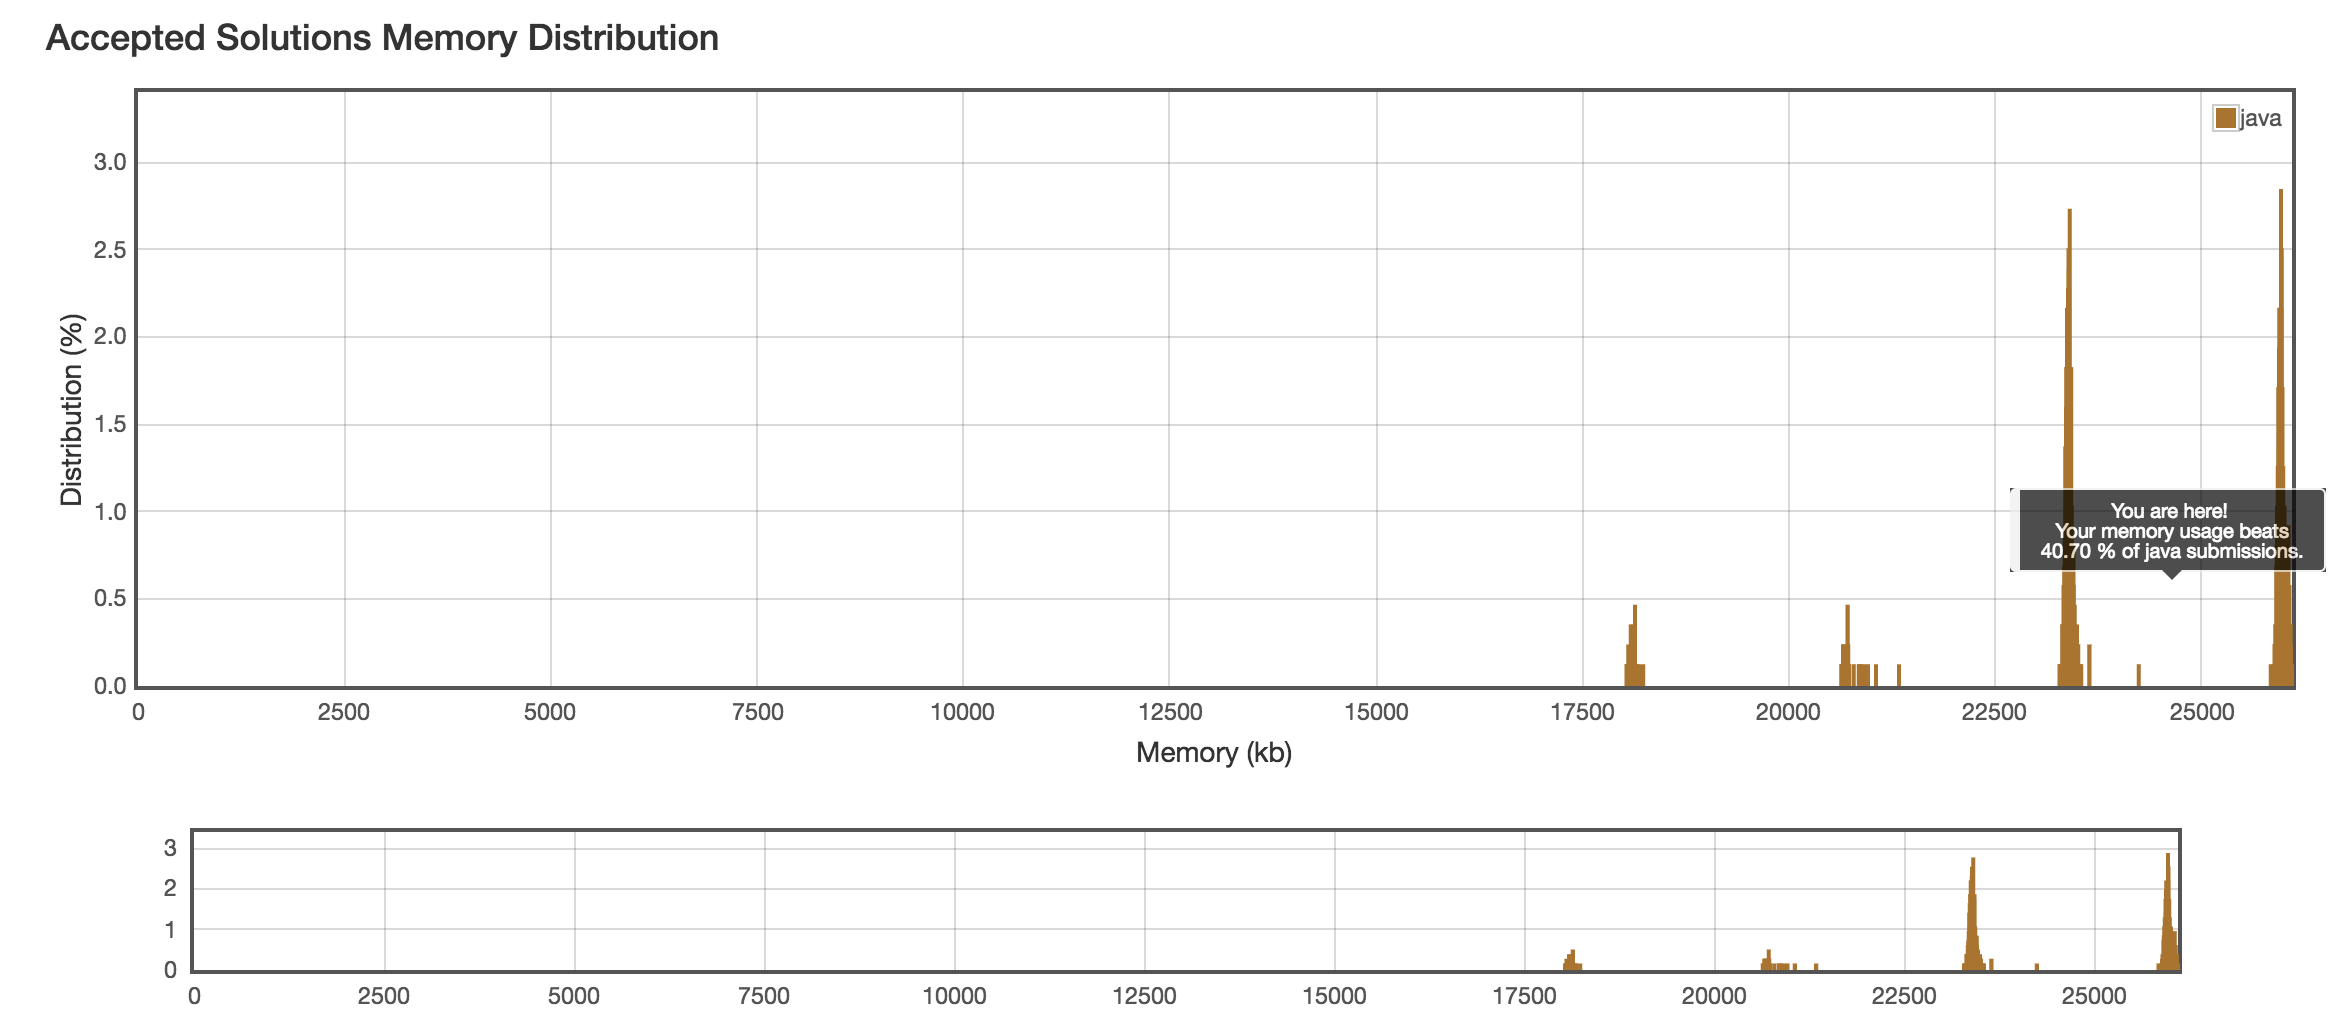 Accepted Solutions Memory Distribution
java
3.0
2.5
2.0
1.5
1.0
0.5
0.0
Distribution (%)
You are here!
Your memory usage beats
40.70 % of java submissions.
0 2500 5000 7500 10000 12500 15000 17500 20000 22500 25000
Memory (kb)
3
2
1
0
0 2500 5000 7500 10000 12500 15000 17500 20000 22500 25000